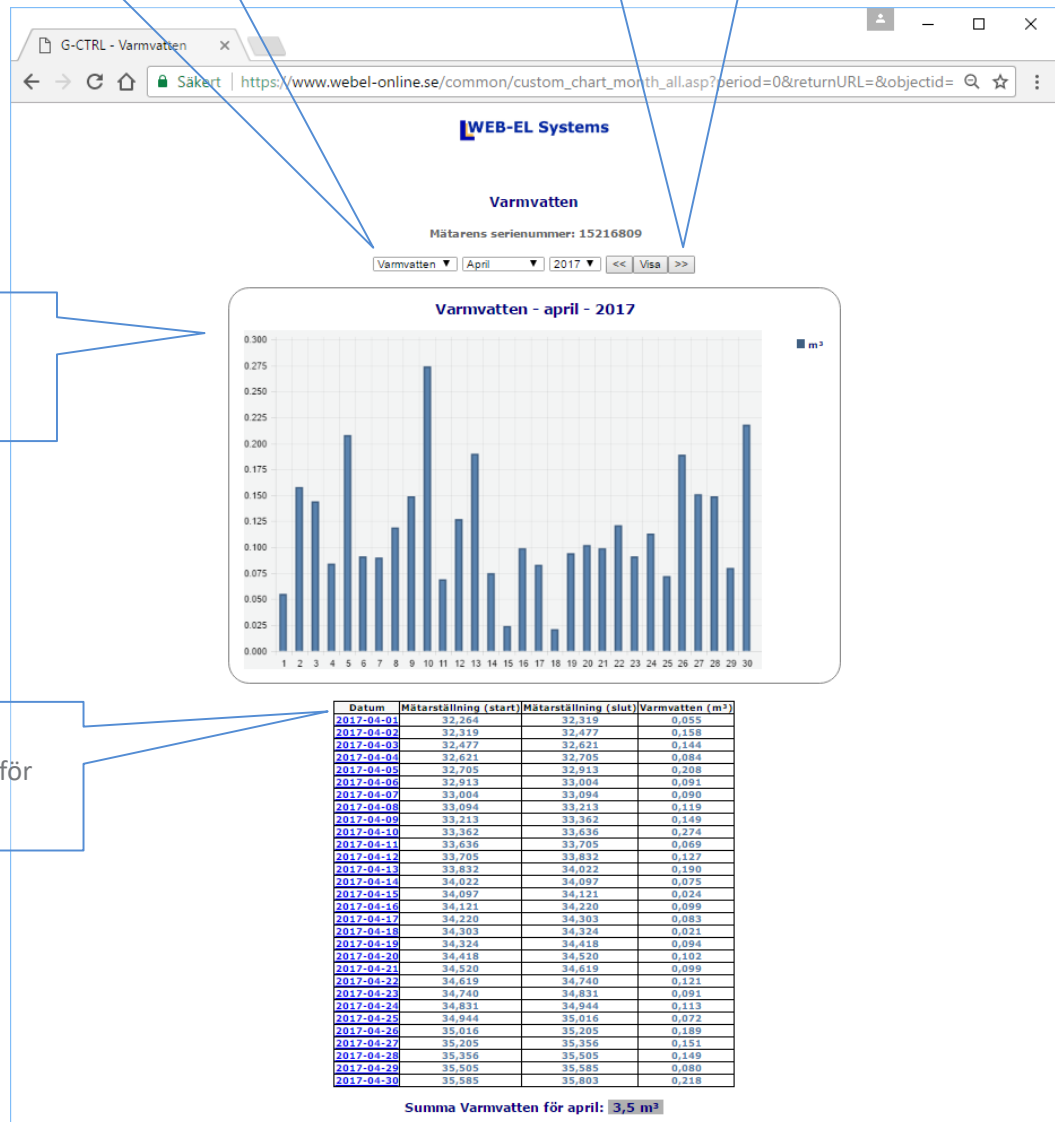 G-CTRL - Varmvatten
Säkert https://www.webel-online.se/common/custom_chart_month_all.asp?period=0&returnURL=&objectid=
WEB-EL Systems
Varmvatten
Mätarens serienummer: 15216809
Varmvatten April 2017 << Visa >>
Varmvatten - april - 2017
m³
0.300
0.275
0.250
0.225
0.200
0.175
0.150
0.125
0.100
0.075
0.050
0.025
0.000
1 2 3 4 5 6 7 8 9 10 11 12 13 14 15 16 17 18 19 20 21 22 23 24 25 26 27 28 29 30
för
Datum Mätarställning (start) Mätarställning (slut) Varmvatten (m³)
2017-04-01 32,264 32,319 0,055
2017-04-02 32,319 32,477 0,158
2017-04-03 32,477 32,621 0,144
2017-04-04 32,621 32,705 0,084
2017-04-05 32,705 32,913 0,208
2017-04-06 32,913 33,004 0,091
2017-04-07 33,004 33,094 0,090
2017-04-08 33,094 33,213 0,119
2017-04-09 33,213 33,362 0,149
2017-04-10 33,362 33,636 0,274
2017-04-11 33,636 33,705 0,069
2017-04-12 33,705 33,832 0,127
2017-04-13 33,832 34,022 0,190
2017-04-14 34,022 34,097 0,075
2017-04-15 34,097 34,121 0,024
2017-04-16 34,121 34,220 0,099
2017-04-17 34,220 34,303 0,083
2017-04-18 34,303 34,324 0,021
2017-04-19 34,324 34,418 0,094
2017-04-20 34,418 34,520 0,102
2017-04-21 34,520 34,619 0,099
2017-04-22 34,619 34,740 0,121
2017-04-23 34,740 34,831 0,091
2017-04-24 34,831 34,944 0,113
2017-04-25 34,944 35,016 0,072
2017-04-26 35,016 35,205 0,189
2017-04-27 35,205 35,356 0,151
2017-04-28 35,356 35,505 0,149
2017-04-29 35,505 35,585 0,080
2017-04-30 35,585 35,803 0,218
Summa Varmvatten för april: 3,5 m³